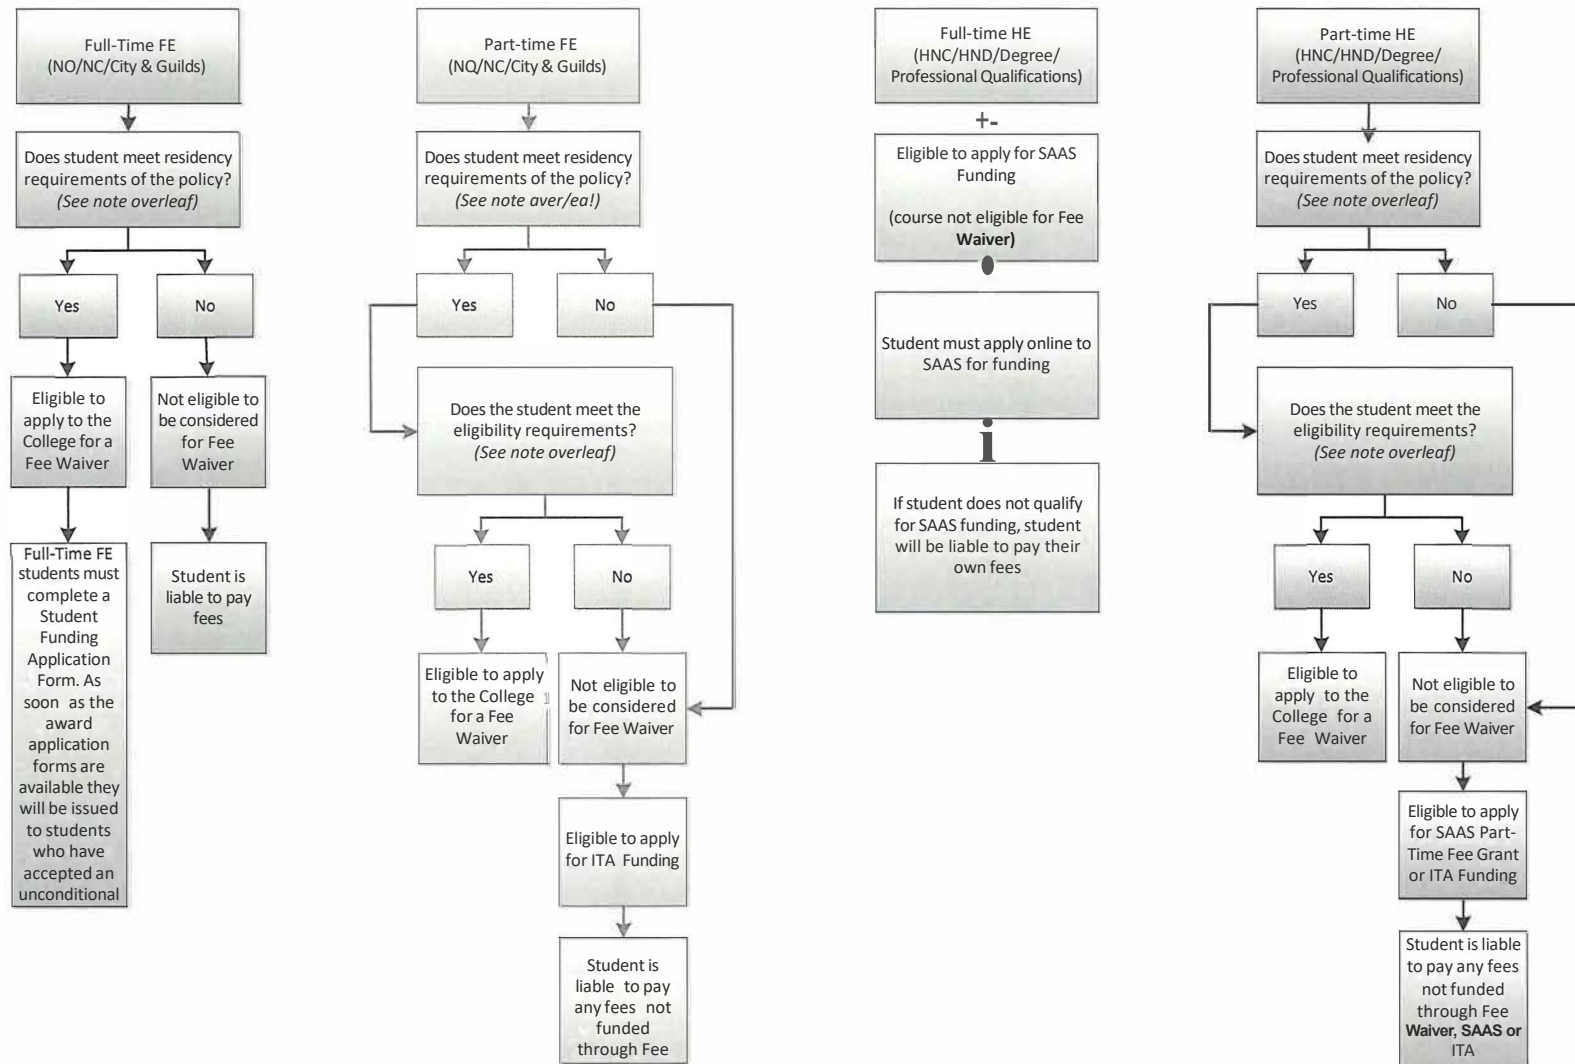 Full-Time FE
(NO/NC/City & Guilds)
Does student meet residency
requirements of the policy?
(See note overleaf)
Yes
No
Eligible to
apply to the
College for a
Fee Waiver
Not eligible to
be considered
for Fee
Waiver
Full-Time FE
students must
complete a
Student
Funding
Application
Form. As
soon as the
award
application
forms are
available they
will be issued
to students
who have
accepted an
unconditional
Student is
liable to pay
fees
Part-time FE
(NQ/NC/City & Guilds)
Does student meet residency
requirements of the policy?
(See note aver/ea!)
Yes
No
Does the student meet the
eligibility requirements?
(See note overleaf)
Yes
No
Eligible to apply
to the College
for a Fee
Waiver
Not eligible to
be considered
for Fee Waiver
Eligible to apply
for ITA Funding
Student is
liable to pay
any fees not
funded
through Fee
Full-time HE
(HNC/HND/Degree/
Professional Qualifications)
+-
Eligible to apply for SAAS
Funding
(course not eligible for Fee
Waiver)
Student must apply online to
SAAS for funding
i
If student does not qualify
for SAAS funding, student
will be liable to pay their
own fees
Part-time HE
(HNC/HND/Degree/
Professional Qualifications)
Does student meet residency
requirements of the policy?
(See note overleaf)
Yes
No
Does the student meet the
eligibility requirements?
(See note overleaf)
Yes
No
Eligible to
apply to the
College for a
Fee Waiver
Not eligible to
be considered
for Fee Waiver
Eligible to apply
for SAAS Part-
Time Fee Grant
or ITA Funding
Student is liable
to pay any fees
not funded
through Fee
Waiver, SAAS or
ITA